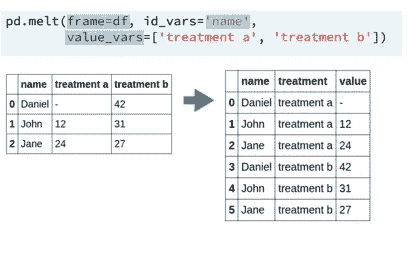 pd.melt(frame=df, id_vars='name',
value_vars=['treatment a', 'treatment b'])
name treatment a treatment b
0 Daniel - 42
1 John 12 31
2 Jane 24 27
name treatment value
0 Daniel treatment a -
1 John treatment a 12
2 Jane treatment a 24
3 Daniel treatment b 42
4 John treatment b 31
5 Jane treatment b 27